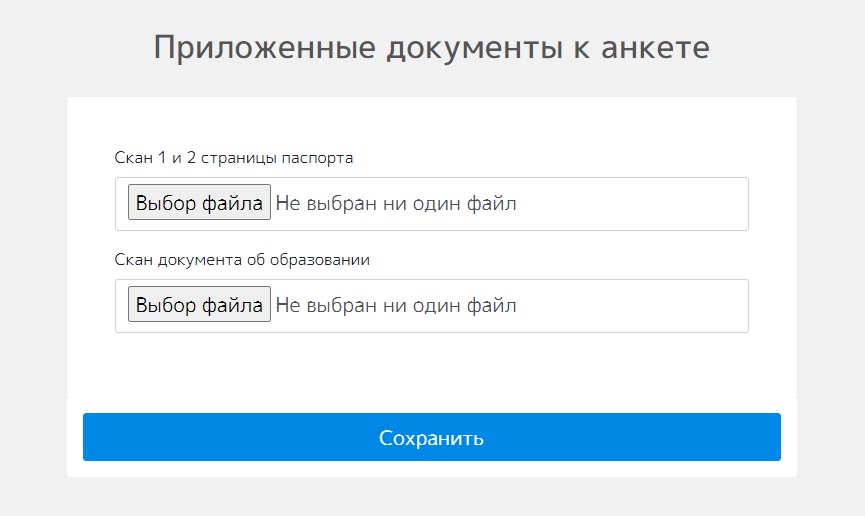 Приложенные документы к анкете
Скан 1 и 2 страницы паспорта
Выбор файла Не выбран ни один файл
Скан документа об образовании
Выбор файла Не выбран ни один файл
Сохранить